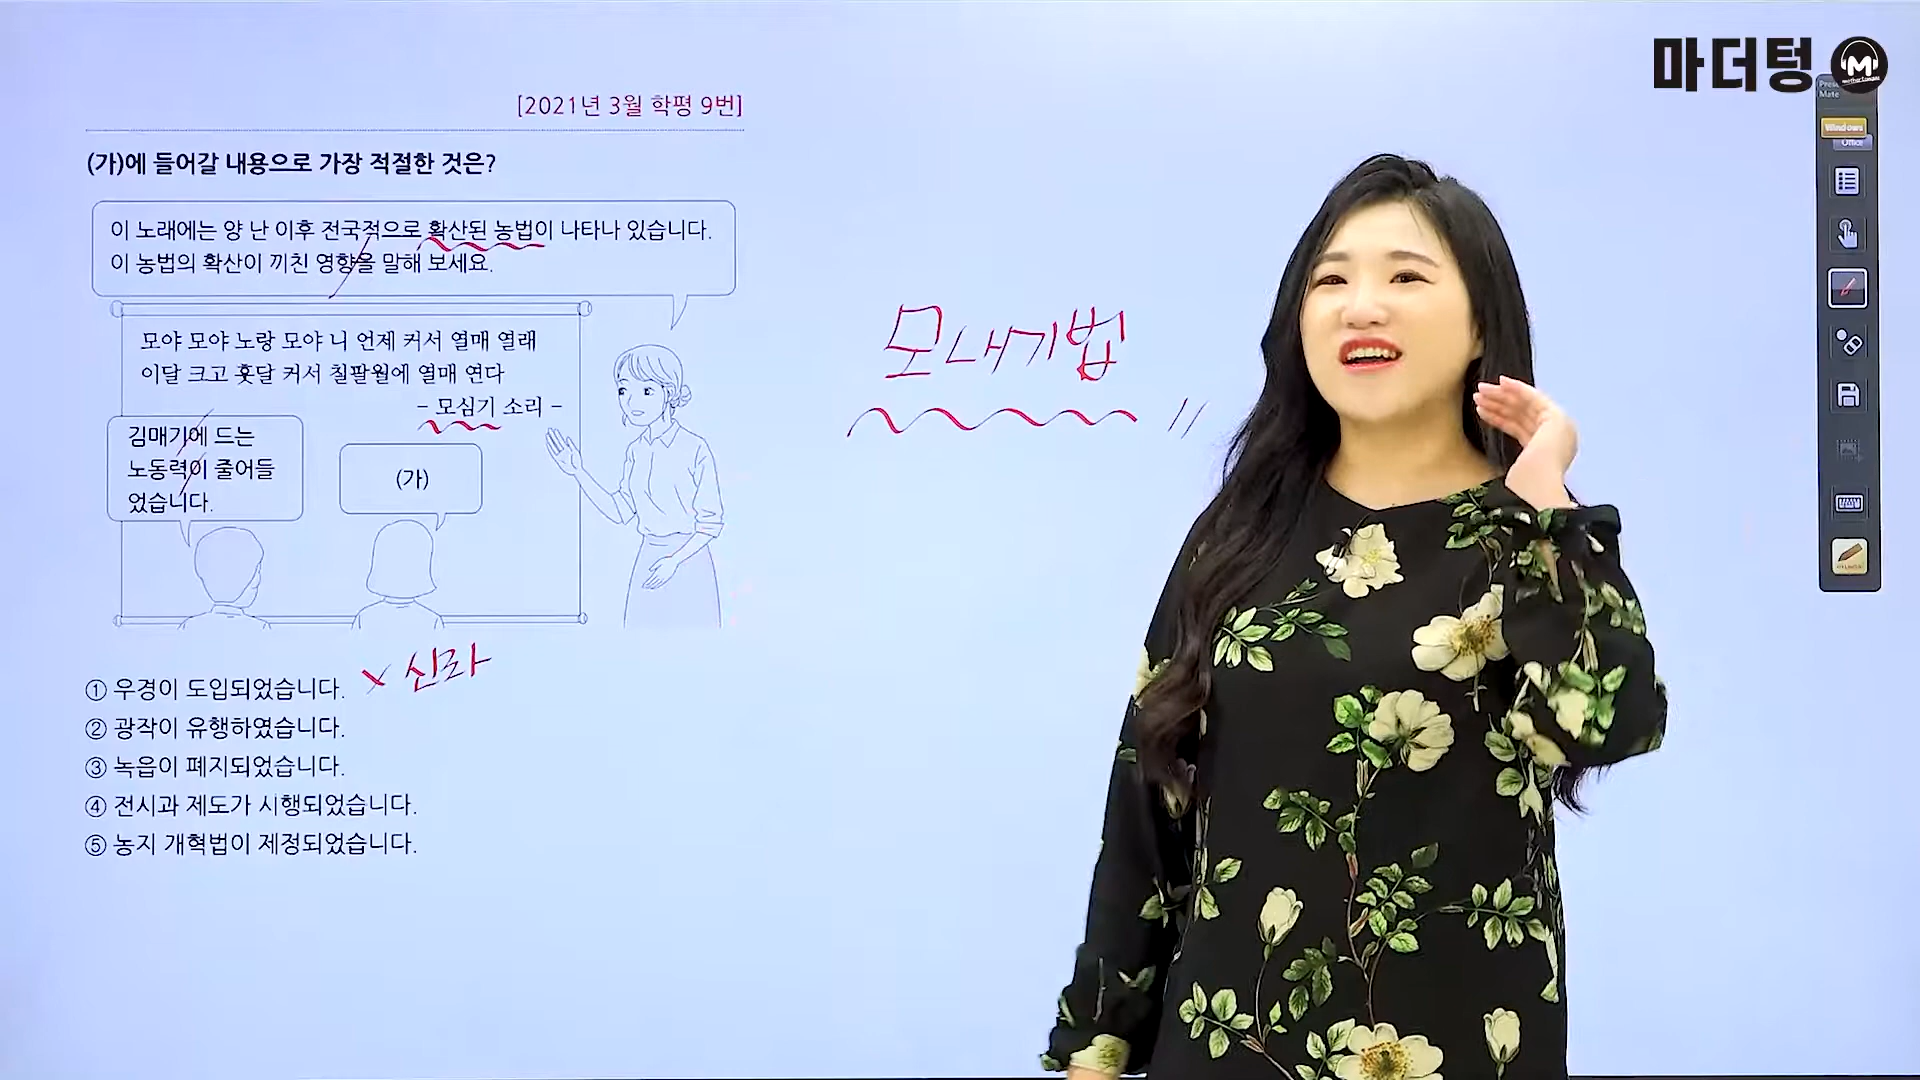 마더텅
[2021년 3월 학평 9번]
(가)에 들어갈 내용으로 가장 적절한 것은?
이 노래에는 양 난 이후 전국적으로 확산된 농법이 나타나 있습니다.
이 농법의 확산이 끼친 영향을 말해 보세요.
모야 모야 노랑 모야 니 언제 커서 열매 열래
이달 크고 훗달 커서 칠팔월에 열매 연다
- 모심기 소리 -
김매기에 드는
노동력이 줄어들
었습니다.
(가)
① 우경이 도입되었습니다. × 신라
② 광작이 유행하였습니다.
③ 녹읍이 폐지되었습니다.
④ 전시과 제도가 시행되었습니다.
⑤ 농지 개혁법이 제정되었습니다.
모내기법
Mate
Windows
Office